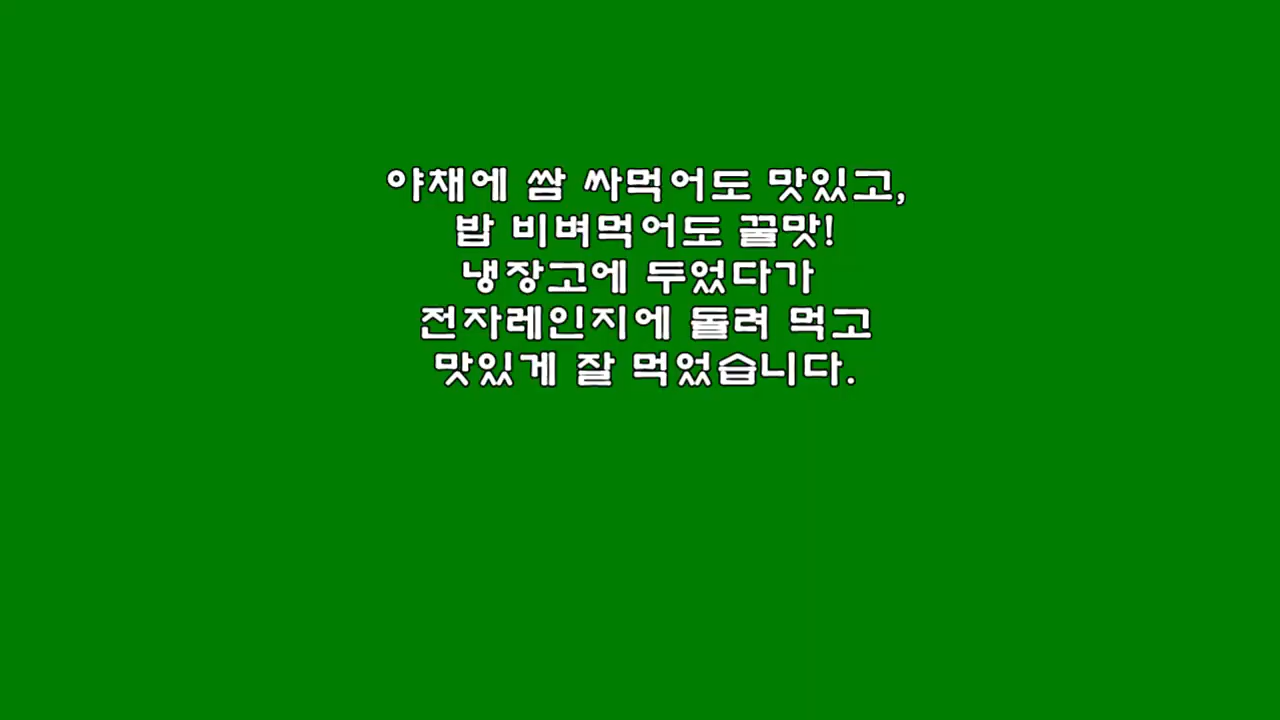 야채에 쌈 싸먹어도 맛있고,
밥 비벼먹어도 꿀맛!
냉장고에 두었다가
전자레인지에 돌려 먹고
맛있게 잘 먹었습니다.